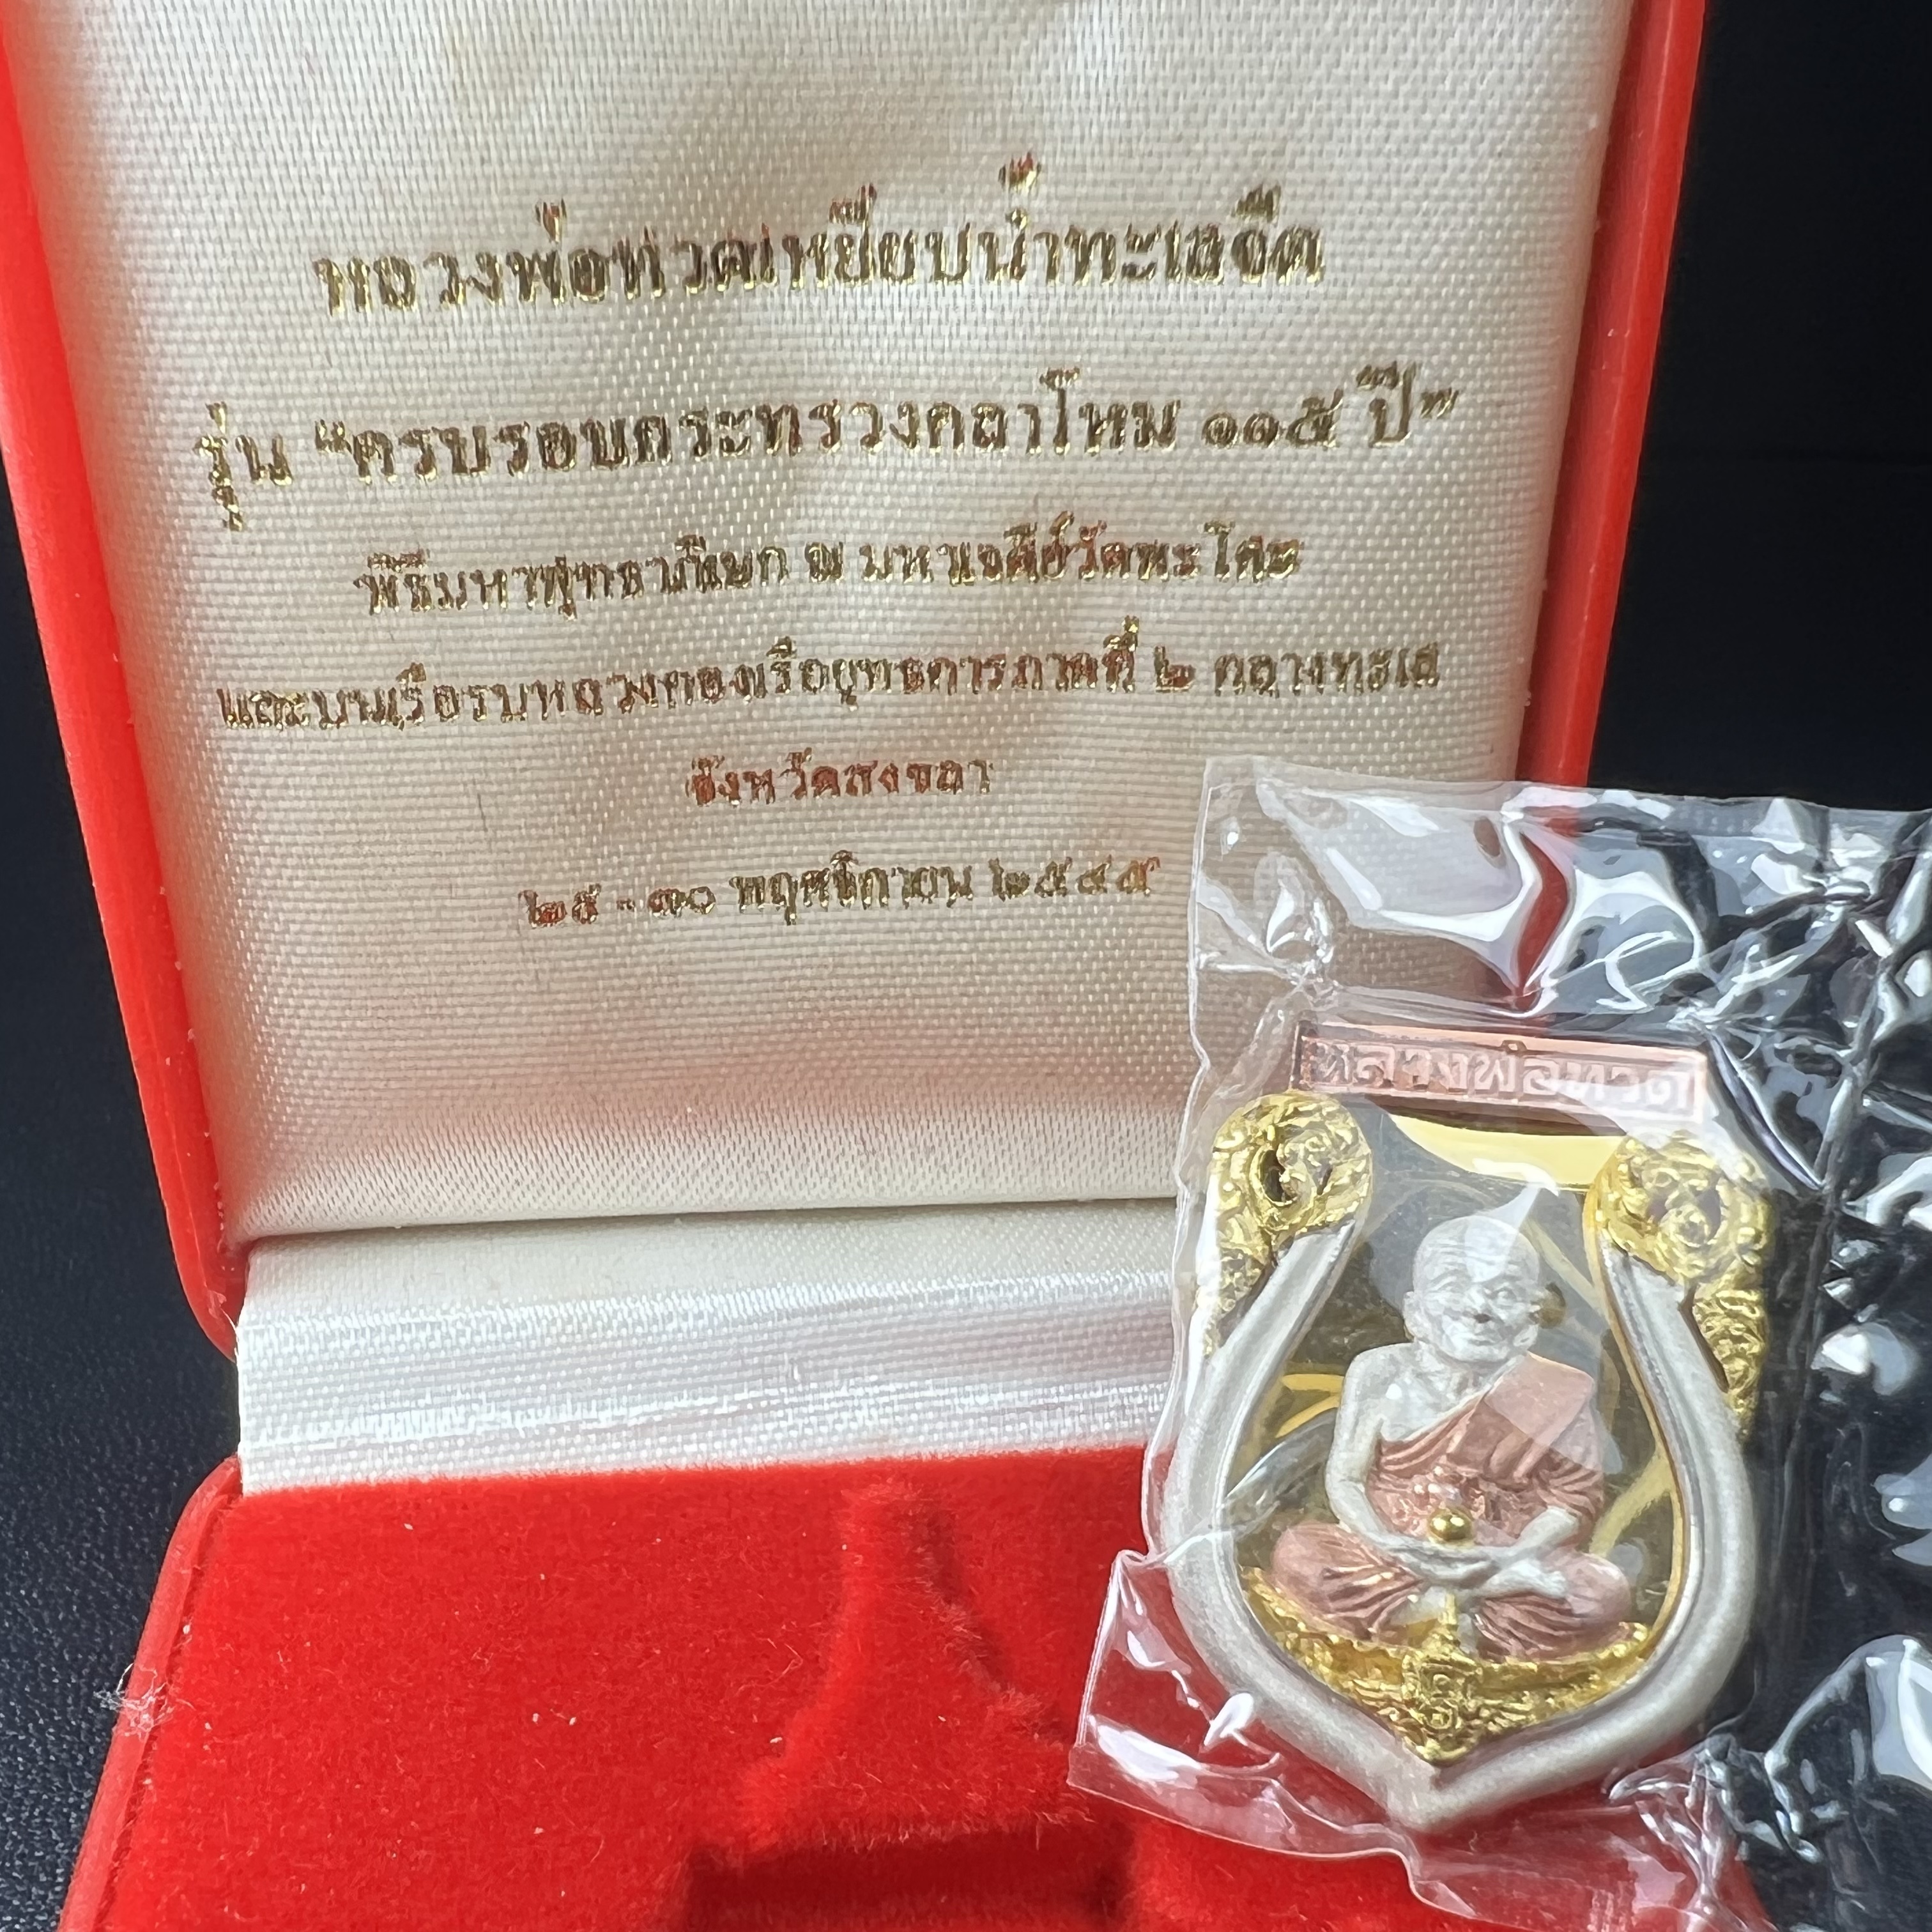 หลวงพ่อทวดเหยียบน้ำทะเลจืด
รุ่น "ครบรอบกระทรวงกลาโหม ๑๑๕ ปี"
พิธีมหาพุทธาภิเษก ณ มหาเจดีย์วัดพะโคะ
และบนเรือรบหลวงกองเรือยุทธการภาคที่ ๒ กลางทะเล
จังหวัดสงขลา
๒๕ - ๓๐ พฤศจิกายน ๒๕๔๕
หลวงพ่อทวด